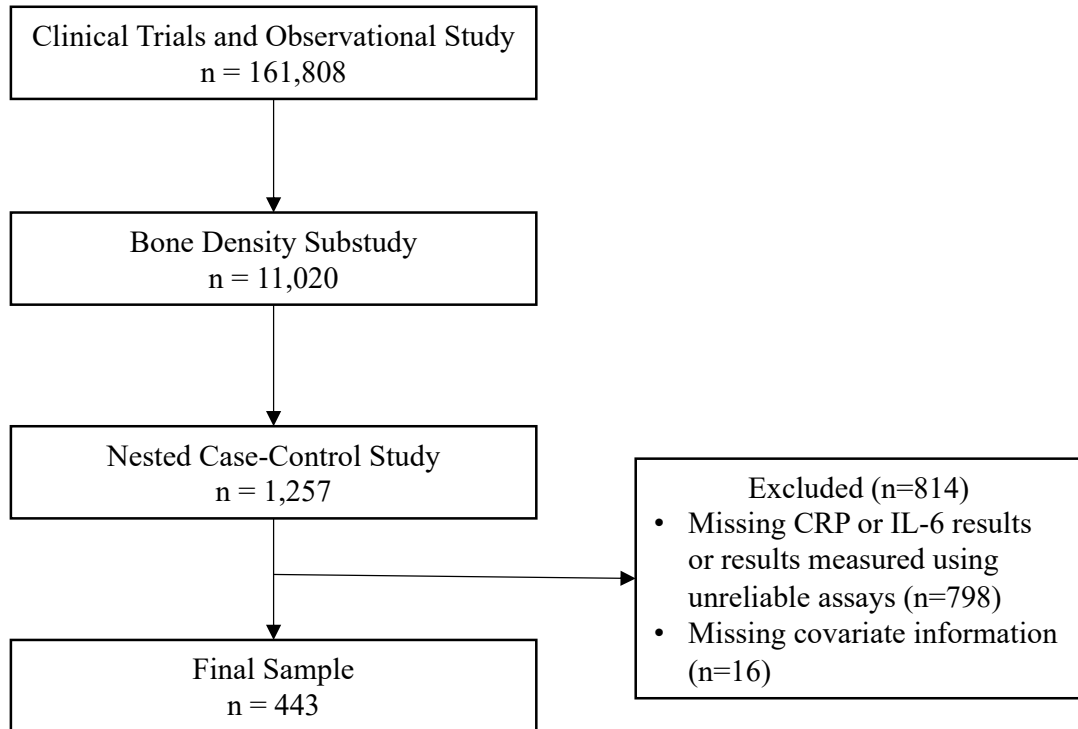 Clinical Trials and Observational Study
n = 161,808
Bone Density Substudy
n = 11,020
Nested Case-Control Study
n = 1,257
Excluded (n=814)
• Missing CRP or IL-6 results
or results measured using
unreliable assays (n=798)
• Missing covariate information
(n=16)
Final Sample
n = 443